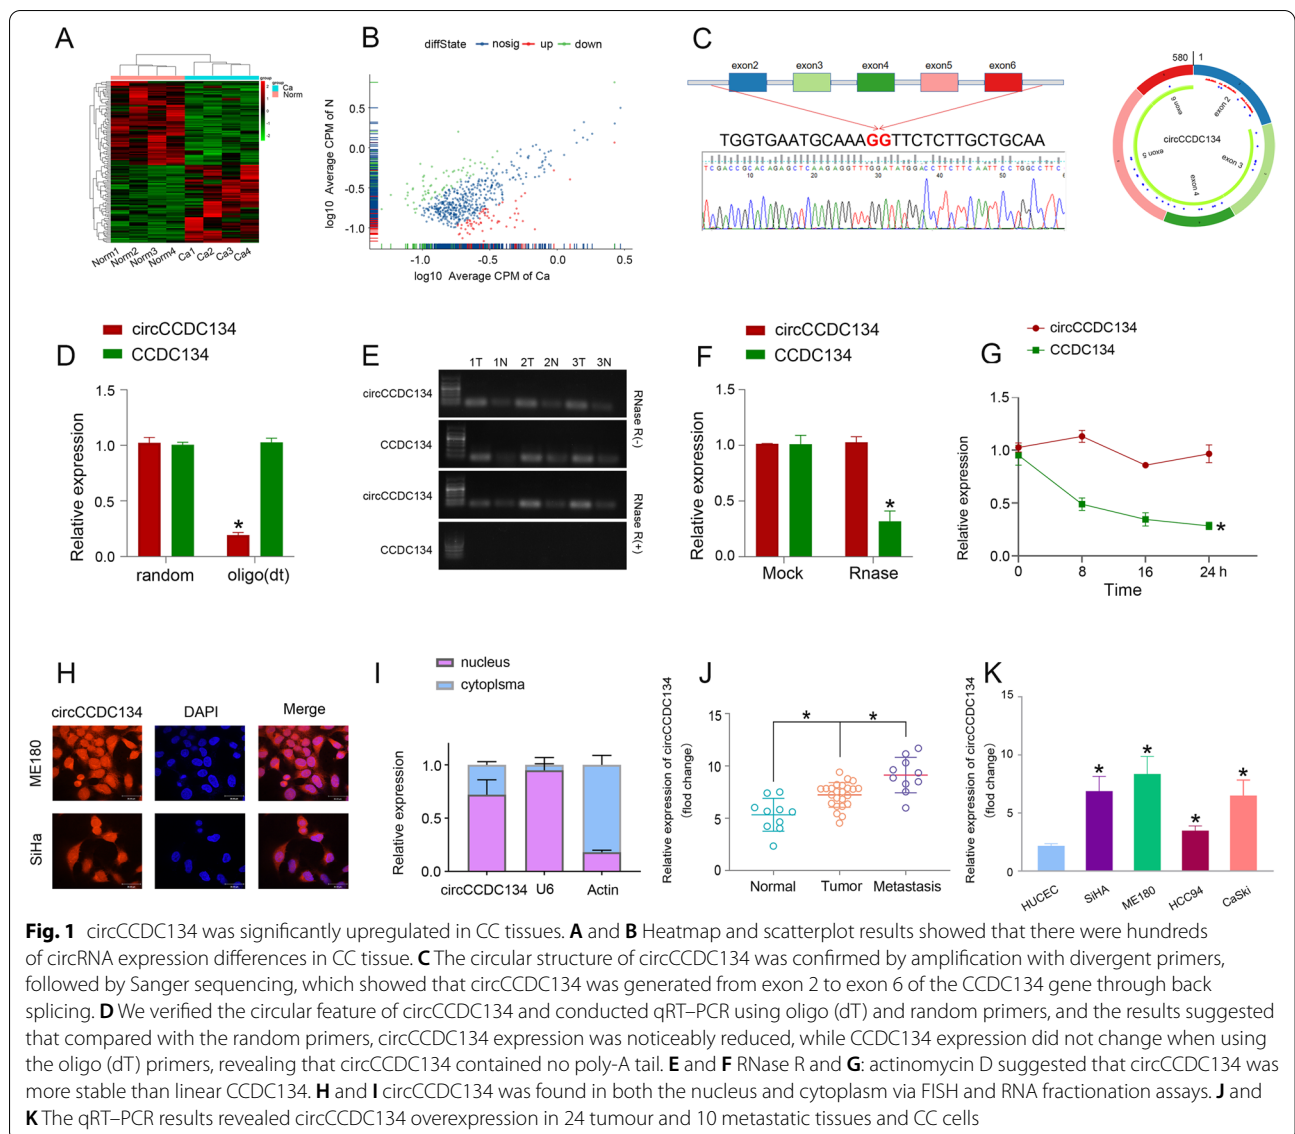 A
group
group
Ca
Norm
2
1
0
-1
-2
Norm1
Norm2
Norm3
Norm4
Ca1
Ca2
Ca3
Ca4
B
diffState nosig up down
log10 Average CPM of N
0.5
0.0
-0.5
-1.0
-1.0 -0.5 0.0 0.5
log10 Average CPM of Ca
C
exon2 exon3 exon4 exon5 exon6
TGGTGAATGCAAAGGTTCTCTTGCTGCAA
10 20 30 40 50 6
580 1
exon 2
exon 3
exon 4
exon 5
exon 6
circCCDC134
D
circCCDC134
CCDC134
Relative expression
1.5
1.0
0.5
0.0
*
random oligo(dt)
E
1T 1N 2T 2N 3T 3N
circCCDC134
CCDC134
circCCDC134
CCDC134
RNase R(-)
RNase R(+)
F
circCCDC134
CCDC134
Relative expression
1.5
1.0
0.5
0.0
*
Mock Rnase
G
circCCDC134
CCDC134
Relative expression
1.5
1.0
0.5
0.0
*
0 8 16 24 h
Time
H
circCCDC134 DAPI Merge
ME180
SiHa
I
nucleus
cytoplsma
Relative expression
1.0
0.5
0.0
circCCDC134 U6 Actin
J
Relative expression of circCCDC134
(flod change)
15
10
5
0
* *
Normal Tumor Metastasis
K
Relative expression of circCCDC134
(flod change)
15
10
5
0
* * * *
HUCEC
SiHA
ME180
HCC94
CaSki
Fig. 1 circCCDC134 was significantly upregulated in CC tissues. A and B Heatmap and scatterplot results showed that there were hundreds
of circRNA expression differences in CC tissue. C The circular structure of circCCDC134 was confirmed by amplification with divergent primers,
followed by Sanger sequencing, which showed that circCCDC134 was generated from exon 2 to exon 6 of the CCDC134 gene through back
splicing. D We verified the circular feature of circCCDC134 and conducted qRT–PCR using oligo (dT) and random primers, and the results suggested
that compared with the random primers, circCCDC134 expression was noticeably reduced, while CCDC134 expression did not change when using
the oligo (dT) primers, revealing that circCCDC134 contained no poly-A tail. E and F RNase R and G: actinomycin D suggested that circCCDC134 was
more stable than linear CCDC134. H and I circCCDC134 was found in both the nucleus and cytoplasm via FISH and RNA fractionation assays. J and
K The qRT–PCR results revealed circCCDC134 overexpression in 24 tumour and 10 metastatic tissues and CC cells